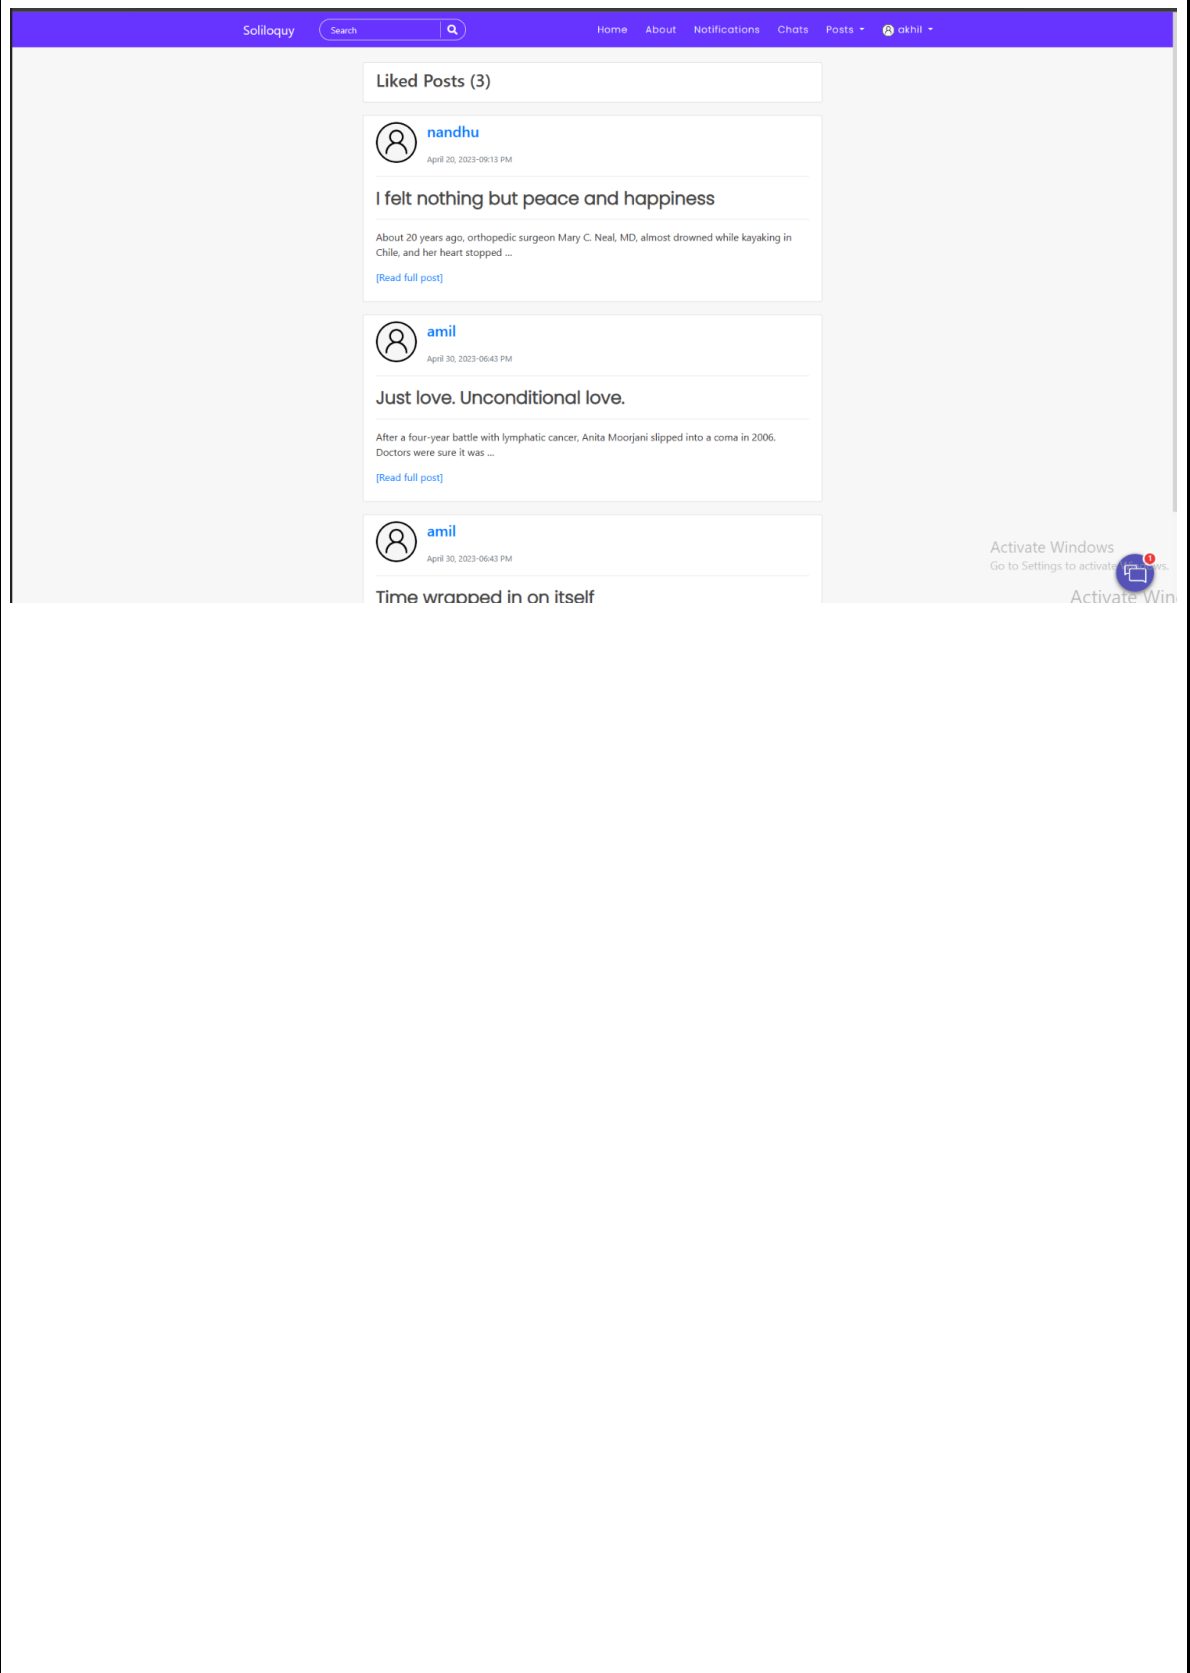 Soliloquy Search Home About Notifications Chats Posts akhil
Liked Posts (3)
nandhu
April 20, 2023-09:13 PM
I felt nothing but peace and happiness
About 20 years ago, orthopedic surgeon Mary C. Neal, MD, almost drowned while kayaking in
Chile, and her heart stopped ...
[Read full post]
amil
April 30, 2023-06:43 PM
Just love. Unconditional love.
After a four-year battle with lymphatic cancer, Anita Moorjani slipped into a coma in 2006.
Doctors were sure it was ...
[Read full post]
amil
April 30, 2023-06:43 PM
Time wrapped in on itself
Activate Windows
1
Go to Settings to activate
Activate Win